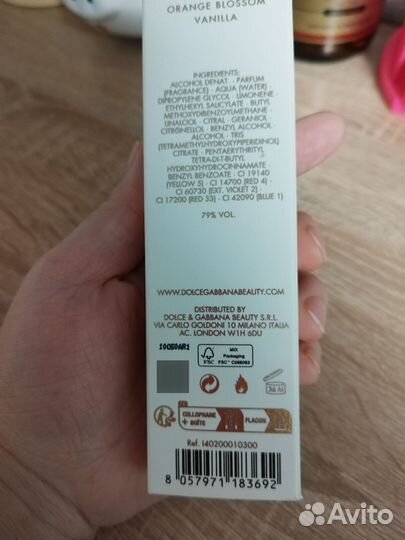 ORANGE BLOSSOM
VANILLA
INGREDIENTS:
ALCOHOL DENAT. · PARFUM
(FRAGRANCE) · AQUA (WATER) ·
DIPROPYLENE GLYCOL · LIMONENE ·
ETHYLHEXYL SALICYLATE · BUTYL
METHOXYDIBENZOYLMETHANE ·
LINALOOL · CITRAL · GERANIOL ·
CITRONELLOL · BENZYL ALCOHOL ·
ALCOHOL · TRIS
(TETRAMETHYLHYDROXYPIPERIDINOL)
CITRATE · PENTAERYTHRITYL
TETRA-DI-T-BUTYL
HYDROXYHYDROCINNAMATE ·
BENZYL BENZOATE · CI 19140
(YELLOW 5) · CI 14700 (RED 4) ·
CI 60730 (EXT. VIOLET 2) ·
CI 17200 (RED 33) · CI 42090 (BLUE 1)
79% VOL.
WWW.DOLCEGABBANABEAUTY.COM
DISTRIBUTED BY
DOLCE & GABBANA BEAUTY S.R.L.
VIA CARLO GOLDONI 10 MILANO ITALIA
AC. LONDON W1H 6DU
10050AR1
FSC
MIX
Packaging
FSC® C068063
36 M
CELLOPHANE
+ BOÎTE
FLACON
Ref. I40200010300
8 057971 183692
Avito